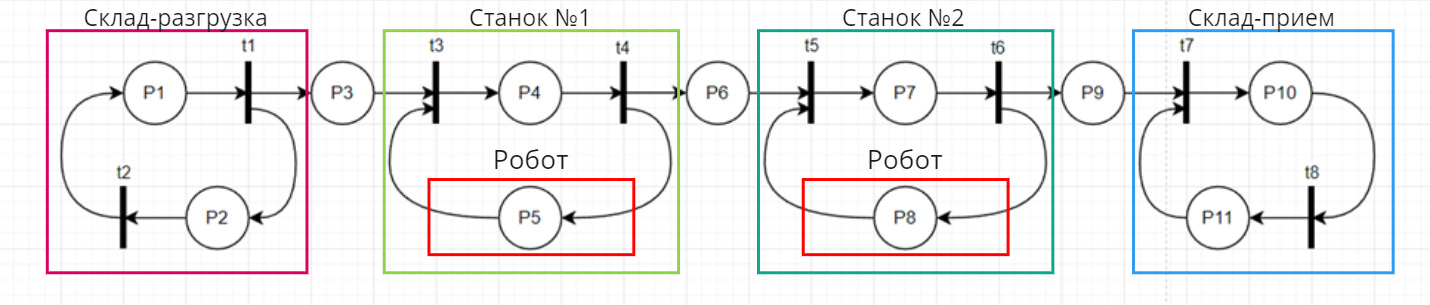 Склад-разгрузка
Станок №1
Станок №2
Склад-прием
t1
t3
t4
t5
t6
t7
P1
P3
P4
P6
P7
P9
P10
Робот
Робот
t2
t8
P2
P5
P8
P11